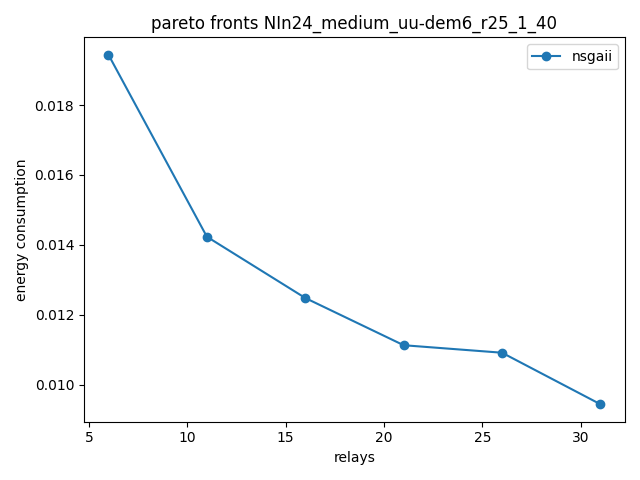 pareto fronts NIn24_medium_uu-dem6_r25_1_40
nsgaii
energy consumption
0.018
0.016
0.014
0.012
0.010
5 10 15 20 25 30
relays